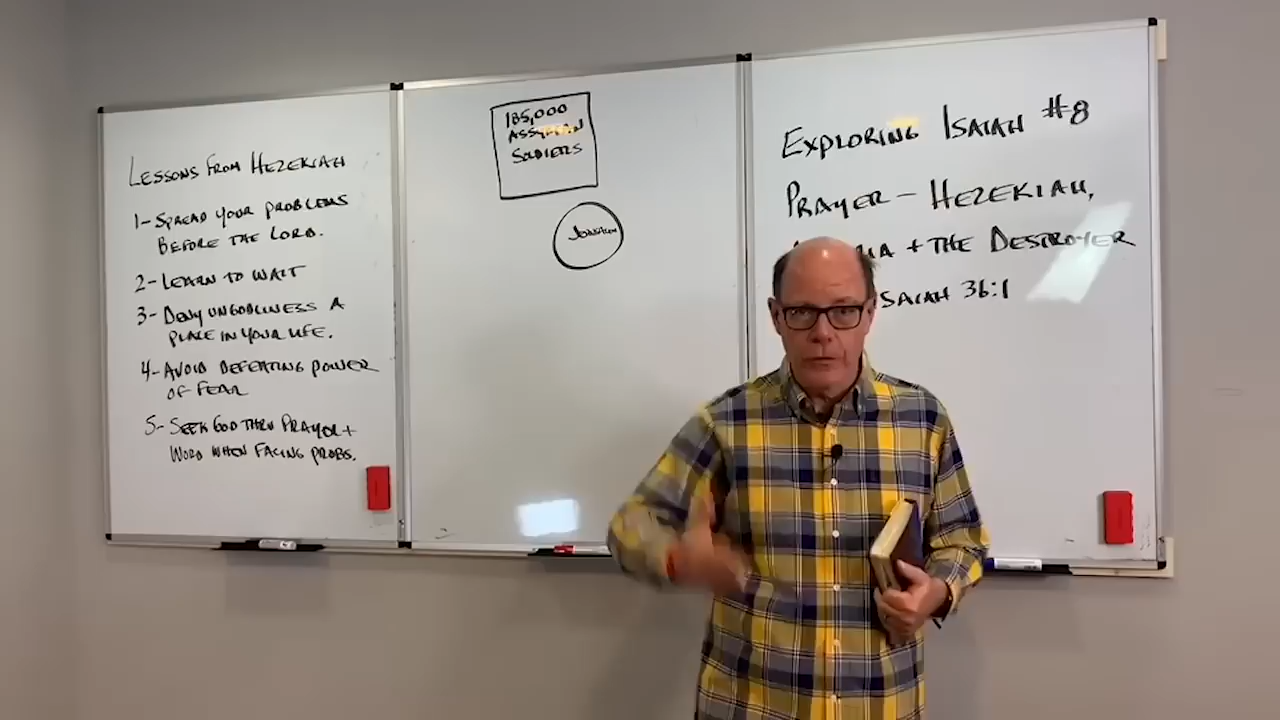 LESSONS FROM HEZEKIAH
1- SPREAD YOUR PROBLEMS
BEFORE THE LORD.
2- LEARN TO WAIT
3- DENY UNGODLINESS A
PLACE IN YOUR LIFE.
4- AVOID DEFEATING POWER
OF FEAR
5- SEEK GOD THRU PRAYER +
WORD WHEN FACING PROBS.
185,000
ASSYRIAN
SOLDIERS
EXPLORING ISAIAH #8
PRAYER - HEZEKIAH,
+ THE DESTROYER
ISAIAH 36:1